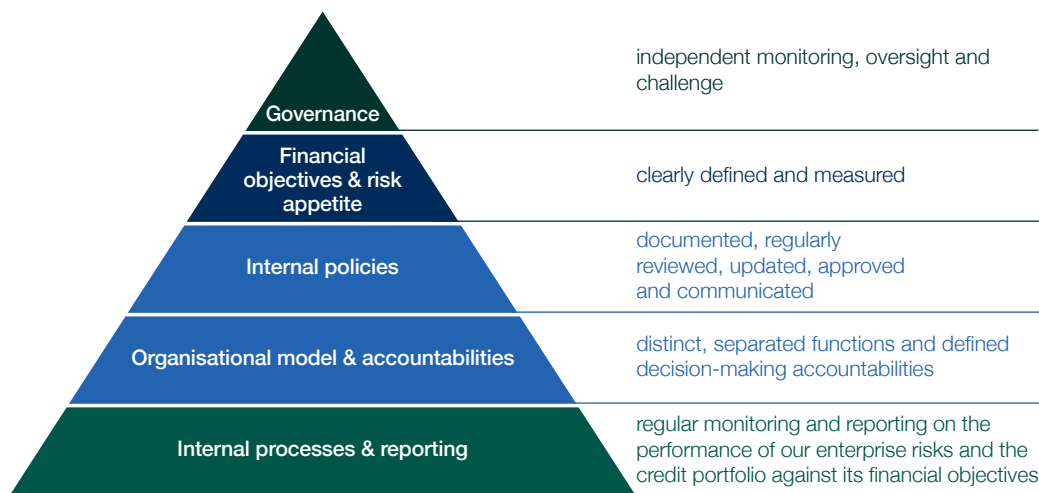 Governance
independent monitoring, oversight and
challenge
Financial
objectives & risk
appetite
clearly defined and measured
Internal policies
documented, regularly
reviewed, updated, approved
and communicated
Organisational model & accountabilities
distinct, separated functions and defined
decision-making accountabilities
Internal processes & reporting
regular monitoring and reporting on the
performance of our enterprise risks and the
credit portfolio against its financial objectives